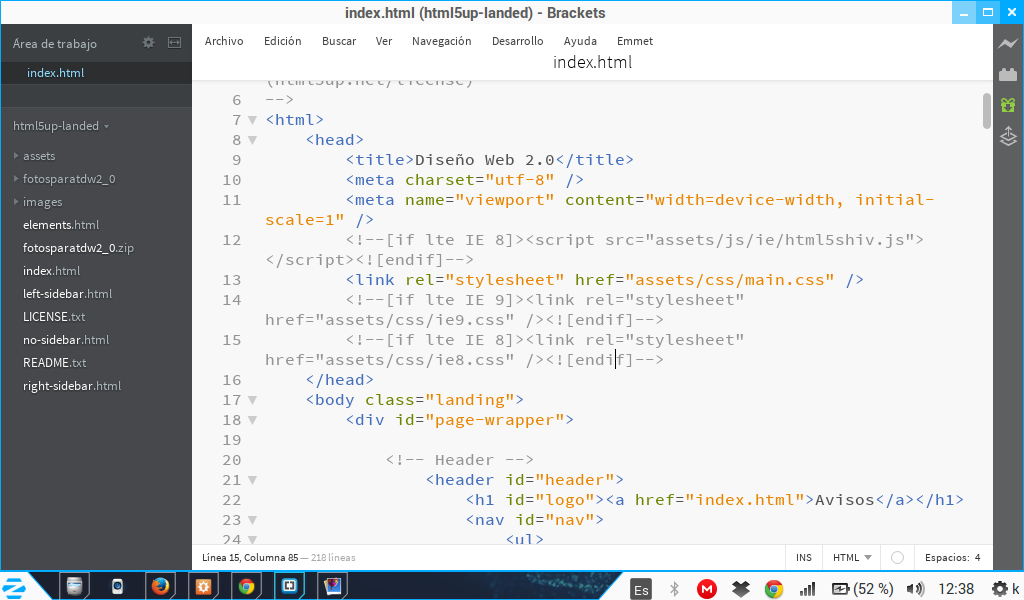 index.html (html5up-landed) - Brackets
Área de trabajo
index.html
html5up-landed
assets
fotosparatdw2_0
images
elements.html
fotosparatdw2_0.zip
index.html
left-sidebar.html
LICENSE.txt
no-sidebar.html
README.txt
right-sidebar.html
Archivo Edición Buscar Ver Navegación Desarrollo Ayuda Emmet
index.html
(html5up.net/license)
6 -->
7 <html>
8 <head>
9 <title>Diseño Web 2.0</title>
10 <meta charset="utf-8" />
11 <meta name="viewport" content="width=device-width, initial-
scale=1" />
12 <!--[if lte IE 8]><script src="assets/js/ie/html5shiv.js">
</script><![endif]-->
13 <link rel="stylesheet" href="assets/css/main.css" />
14 <!--[if lte IE 9]><link rel="stylesheet"
href="assets/css/ie9.css" /><![endif]-->
15 <!--[if lte IE 8]><link rel="stylesheet"
href="assets/css/ie8.css" /><![endif]-->
16 </head>
17 <body class="landing">
18 <div id="page-wrapper">
19
20 <!-- Header -->
21 <header id="header">
22 <h1 id="logo"><a href="index.html">Avisos</a></h1>
23 <nav id="nav">
24 <ul>
Línea 15, Columna 85 — 218 líneas INS HTML Espacios: 4
Es M (52 %) 12:38 k